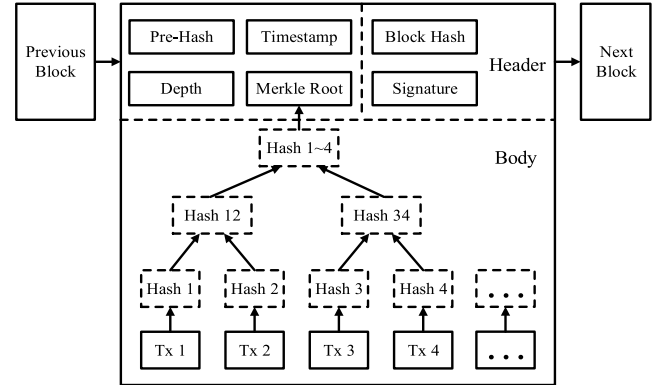 Previous
Block
Pre-Hash
Timestamp
Block Hash
Depth
Merkle Root
Signature
Header
Next
Block
Hash 1~4
Body
Hash 12
Hash 34
Hash 1
Hash 2
Hash 3
Hash 4
...
Tx 1
Tx 2
Tx 3
Tx 4
...